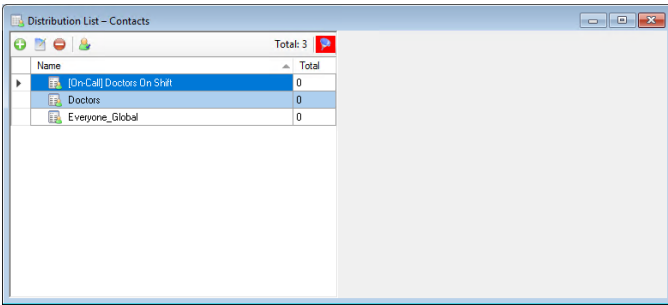 Distribution List – Contacts
Total: 3
Name Total
[On-Call] Doctors On Shift 0
Doctors 0
Everyone_Global 0